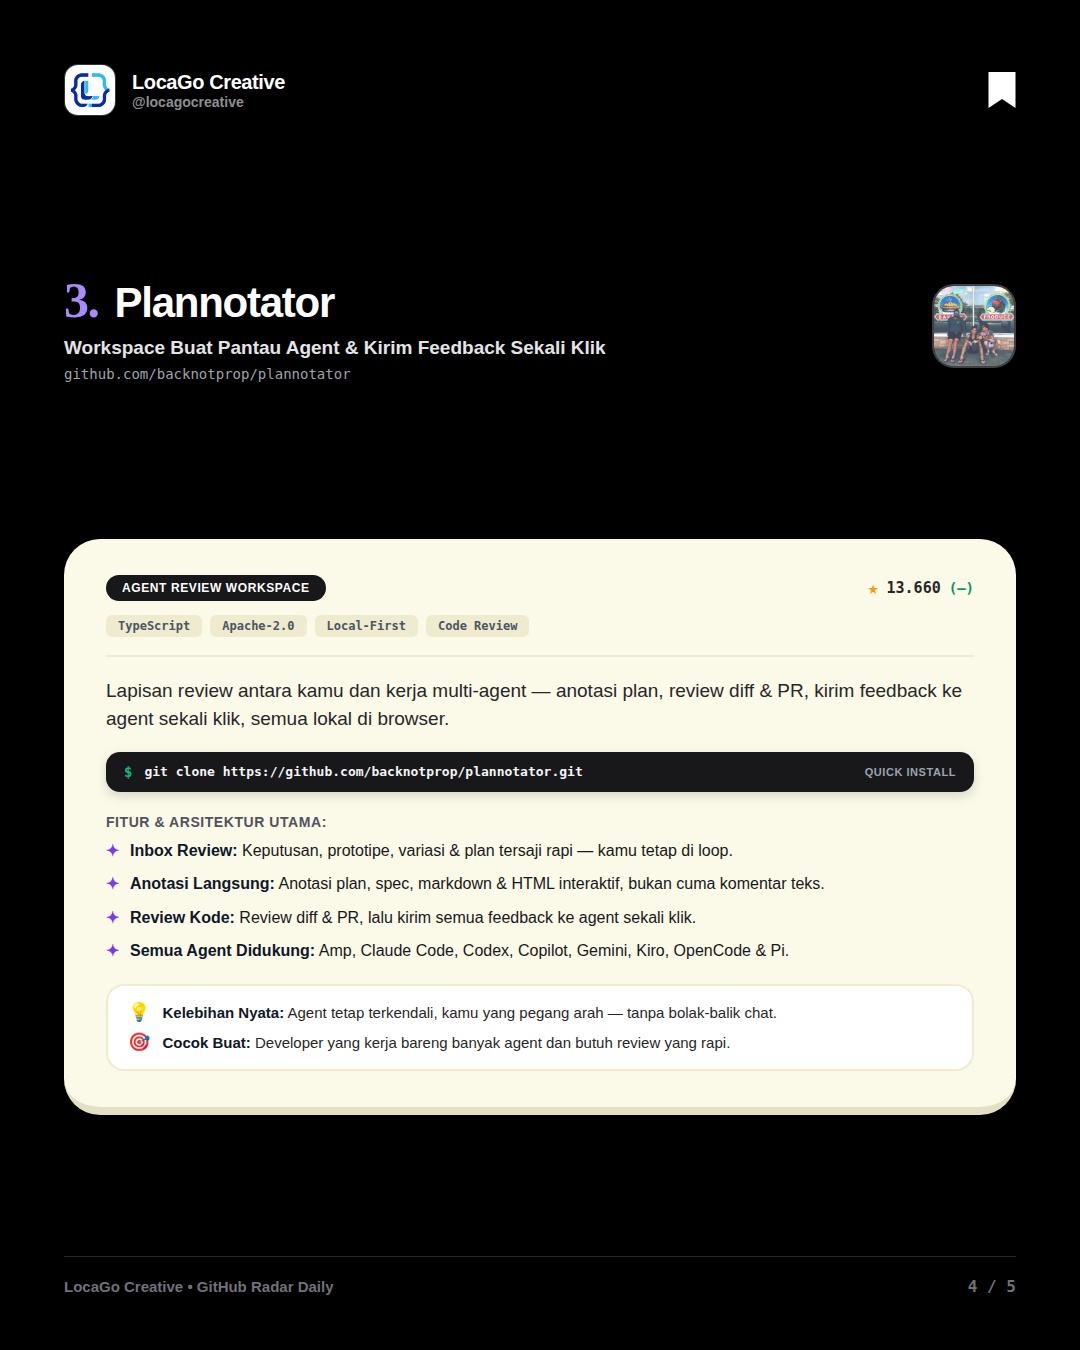 LocaGo Creative
@locagocreative
3. Plannotator
Workspace Buat Pantau Agent & Kirim Feedback Sekali Klik
github.com/backnotprop/plannotator
AGENT REVIEW WORKSPACE
★ 13.660 (—)
TypeScript Apache-2.0 Local-First Code Review
Lapisan review antara kamu dan kerja multi-agent — anotasi plan, review diff & PR, kirim feedback ke
agent sekali klik, semua lokal di browser.
$ git clone https://github.com/backnotprop/plannotator.git QUICK INSTALL
FITUR & ARSITEKTUR UTAMA:
✦ Inbox Review: Keputusan, prototipe, variasi & plan tersaji rapi — kamu tetap di loop.
✦ Anotasi Langsung: Anotasi plan, spec, markdown & HTML interaktif, bukan cuma komentar teks.
✦ Review Kode: Review diff & PR, lalu kirim semua feedback ke agent sekali klik.
✦ Semua Agent Didukung: Amp, Claude Code, Codex, Copilot, Gemini, Kiro, OpenCode & Pi.
💡 Kelebihan Nyata: Agent tetap terkendali, kamu yang pegang arah — tanpa bolak-balik chat.
🎯 Cocok Buat: Developer yang kerja bareng banyak agent dan butuh review yang rapi.
LocaGo Creative • GitHub Radar Daily
4 / 5